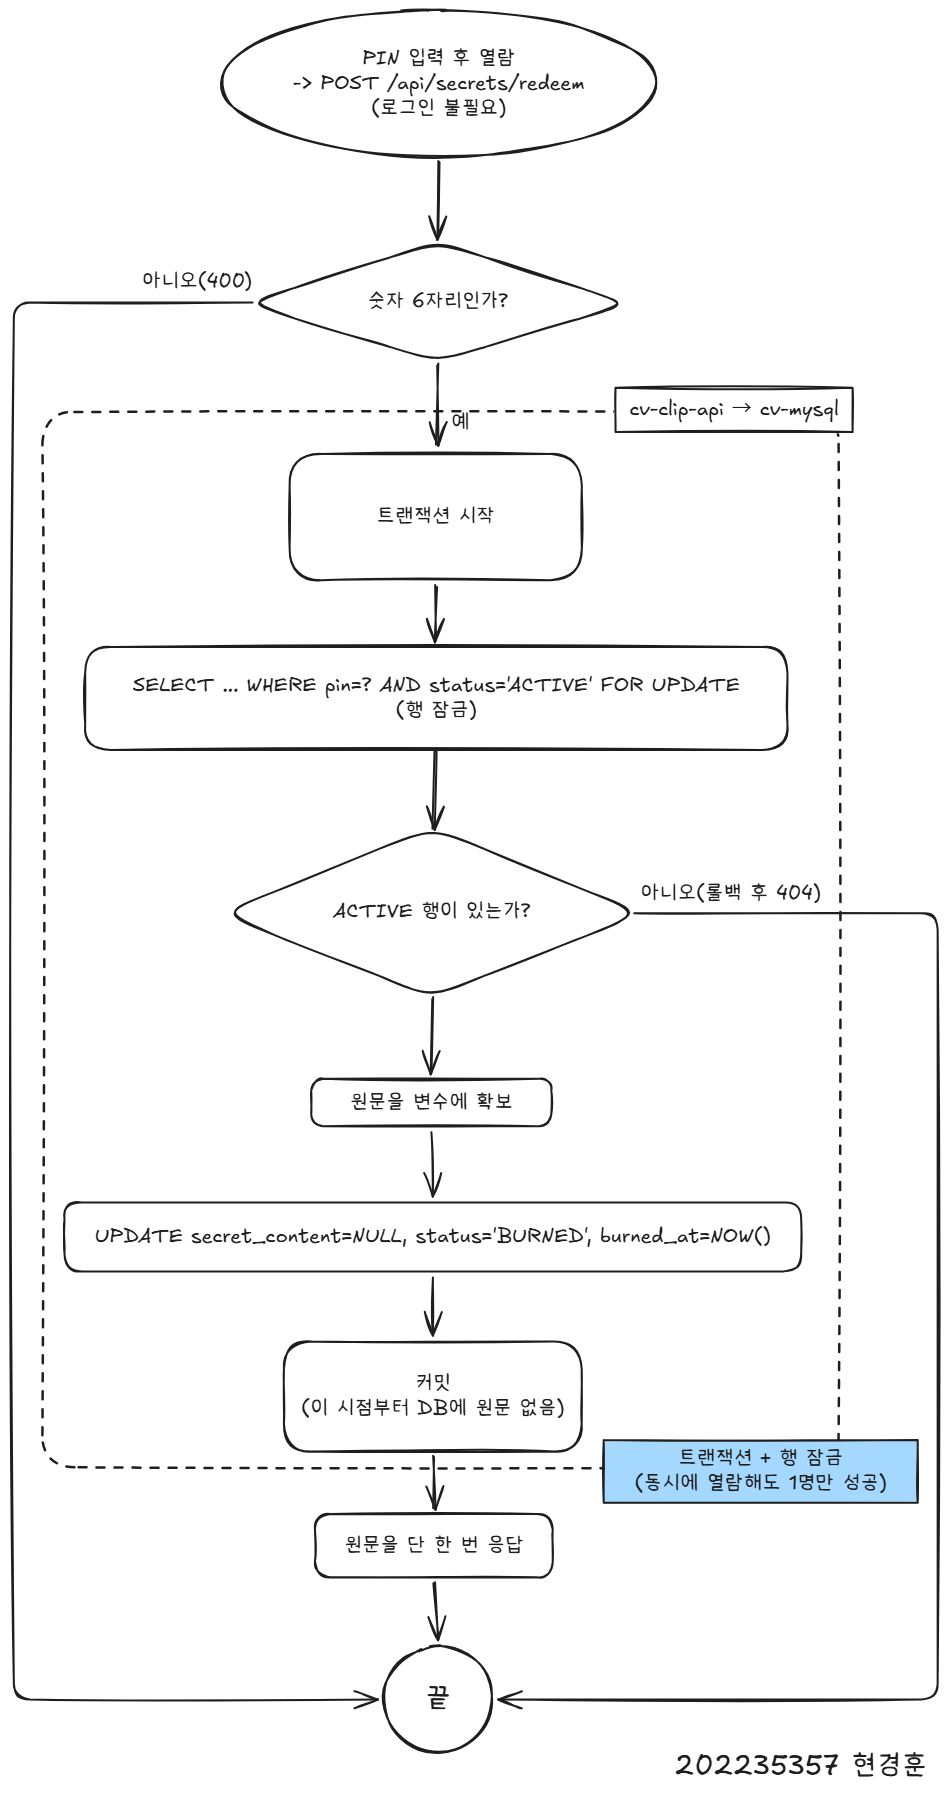 PIN 입력 후 열람
-> POST /api/secrets/redeem
(로그인 불필요)
아니오(400)
숫자 6자리인가?
cv-clip-api → cv-mysql
예
트랜잭션 시작
SELECT ... WHERE pin=? AND status='ACTIVE' FOR UPDATE
(행 잠금)
아니오(롤백 후 404)
ACTIVE 행이 있는가?
원문을 변수에 확보
UPDATE secret_content=NULL, status='BURNED', burned_at=NOW()
커밋
(이 시점부터 DB에 원문 없음)
트랜잭션 + 행 잠금
(동시에 열람해도 1명만 성공)
원문을 단 한 번 응답
끝
202235357 현경훈